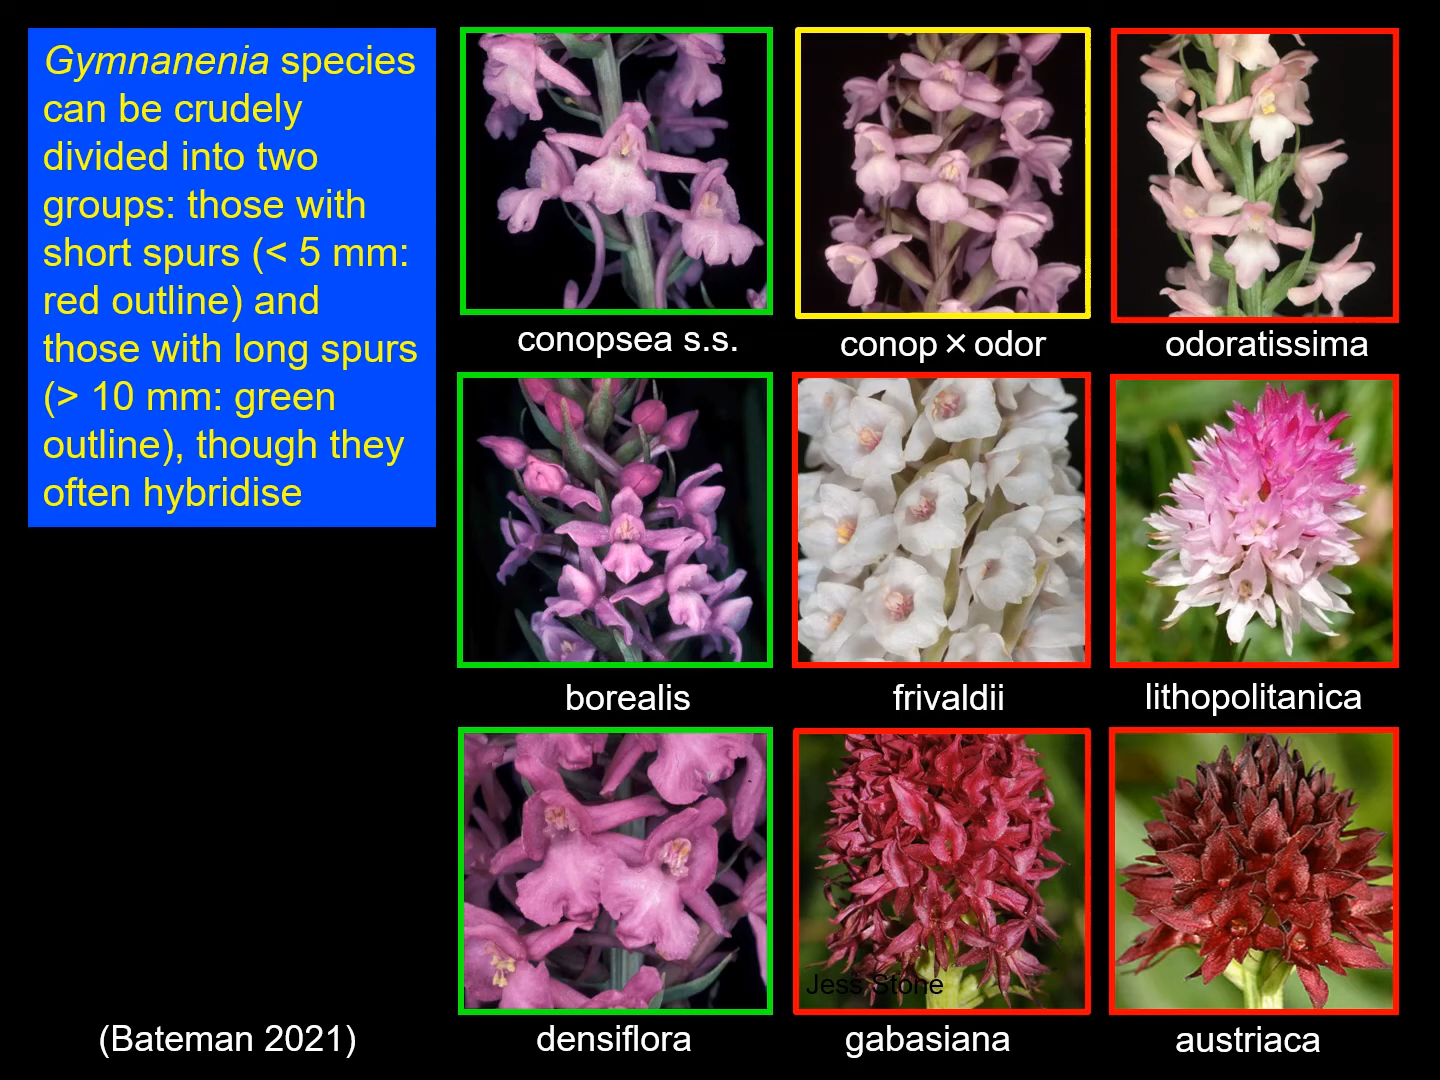 Gymnanenia species
can be crudely
divided into two
groups: those with
short spurs (< 5 mm:
red outline) and
those with long spurs
(> 10 mm: green
outline), though they
often hybridise
conopsea s.s.
conop × odor
odoratissima
borealis
frivaldii
lithopolitanica
Jess Stone
densiflora
gabasiana
austriaca
(Bateman 2021)